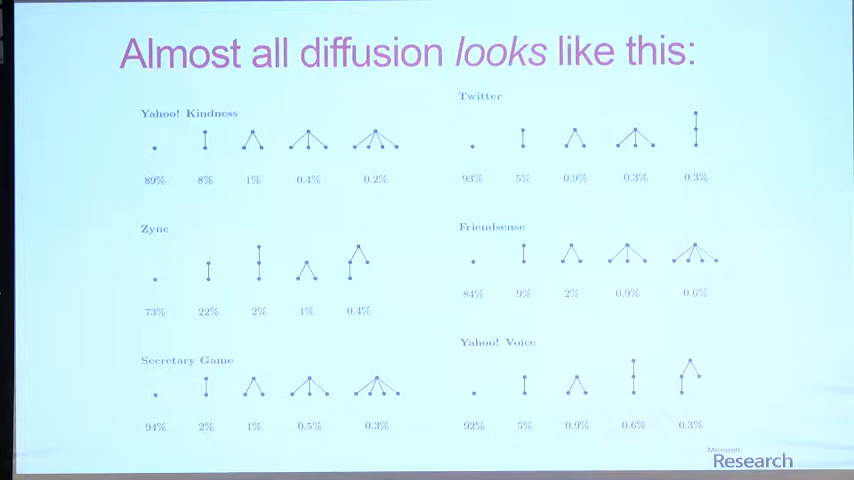 Almost all diffusion looks like this:
Yahoo! Kindness
89% 8% 1% 0.4% 0.2%
Twitter
93% 5% 0.9% 0.3% 0.3%
Zync
73% 22% 2% 1% 0.4%
Friendsense
84% 9% 2% 0.9% 0.6%
Secretary Game
94% 2% 1% 0.5% 0.3%
Yahoo! Voice
92% 5% 0.9% 0.6% 0.3%
Microsoft
Research